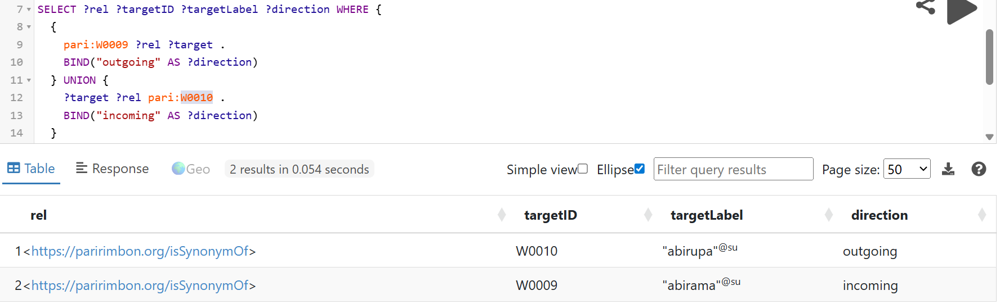 7 SELECT ?rel ?targetID ?targetLabel ?direction WHERE {
8 {
9 pari:W0009 ?rel ?target .
10 BIND("outgoing" AS ?direction)
11 } UNION {
12 ?target ?rel pari:W0010 .
13 BIND("incoming" AS ?direction)
14 }
Table Response Geo 2 results in 0.054 seconds Simple view Ellipse Filter query results Page size: 50
rel targetID targetLabel direction
1 <https://paririmbon.org/isSynonymOf> W0010 "abirupa"@su outgoing
2 <https://paririmbon.org/isSynonymOf> W0009 "abirama"@su incoming